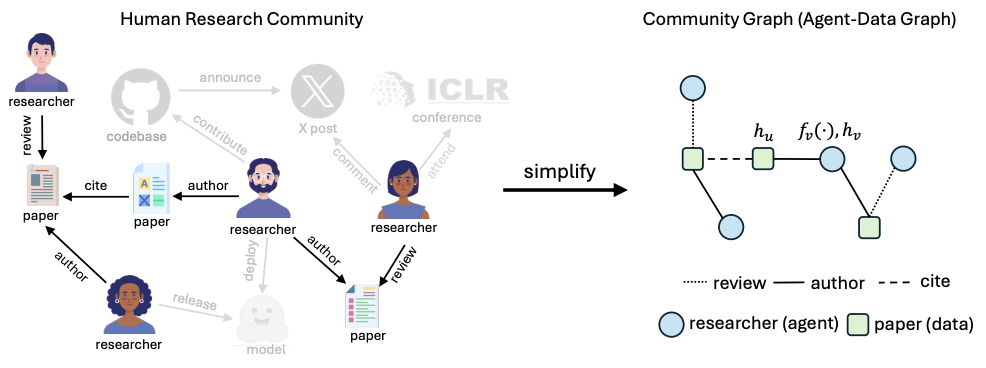 Human Research Community
researcher
review
paper
cite
paper
author
researcher
author
researcher
codebase
announce
X post
ICLR
conference
contribute
comment
attend
author
review
paper
deploy
release
model
simplify
Community Graph (Agent-Data Graph)
h_u
f_v(·), h_v
review
author
cite
researcher (agent)
paper (data)
A
researcher